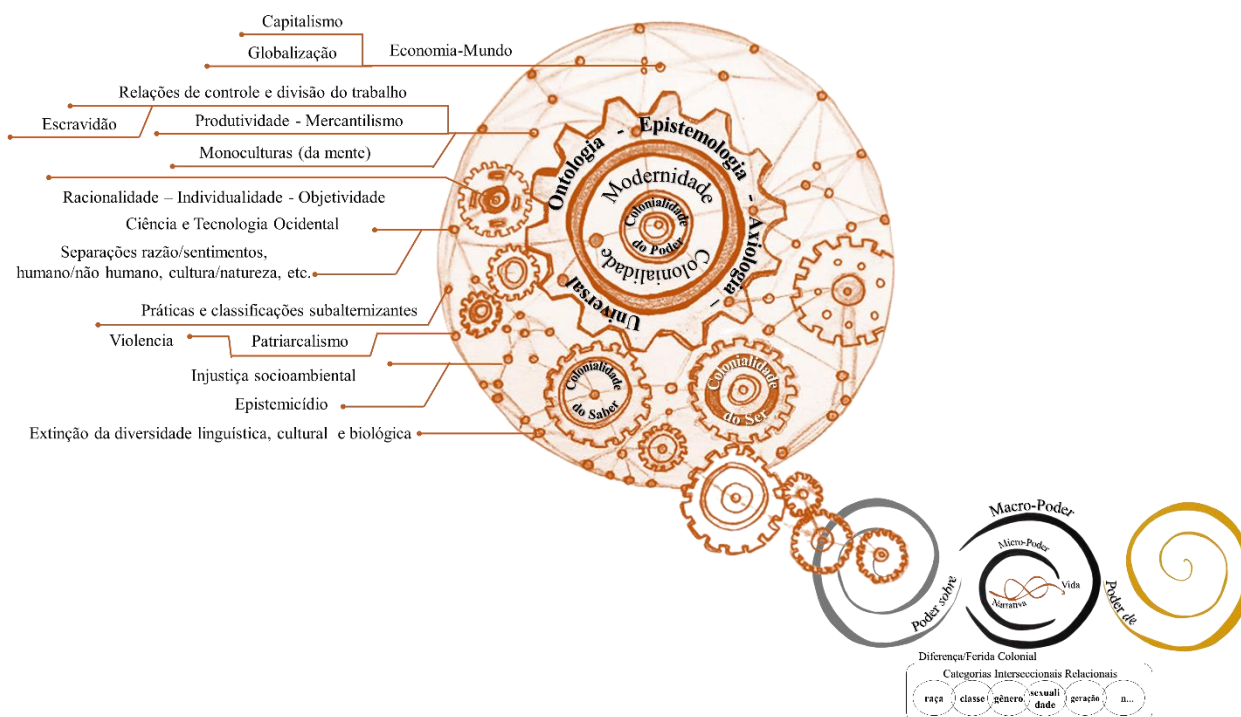 Capitalismo
Globalização
Economia-Mundo
Relações de controle e divisão do trabalho
Escravidão
Produtividade - Mercantilismo
Monoculturas (da mente)
Racionalidade – Individualidade - Objetividade
Ciência e Tecnologia Ocidental
Separações razão/sentimentos,
humano/não humano, cultura/natureza, etc.
Práticas e classificações subalternizantes
Violencia
Patriarcalismo
Injustiça socioambiental
Epistemicídio
Extinção da diversidade linguística, cultural e biológica
Ontologia - Epistemologia - Axiologia –
Universal
Modernidade
Colonialidade
do Poder
Colonialidade
Colonialidade
do Saber
Colonialidade
do Ser
Macro-Poder
Micro-Poder
Vida
Narrativa
Poder sobre
Poder de
Diferença/Ferida Colonial
Categorias Interseccionais Relacionais
raça
classe
gênero
sexuali
dade
geração
n...